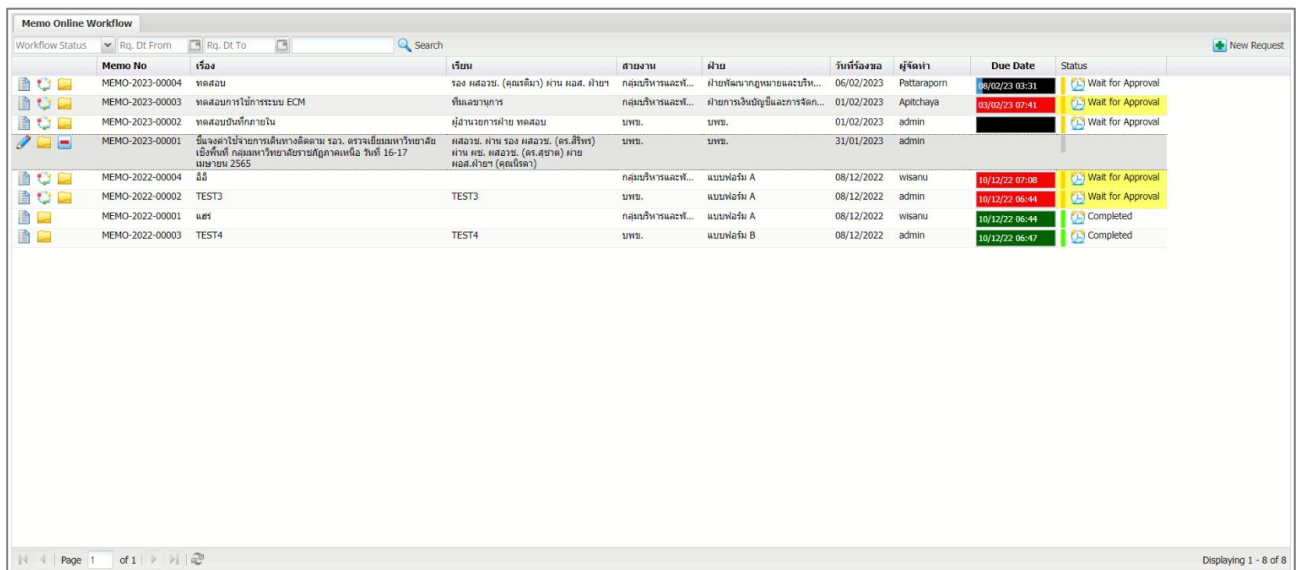 Memo Online Workflow
Workflow Status Rq. Dt From Rq. Dt To Search New Request
Memo No เรื่อง เรียน สายงาน ฝ่าย วันที่ร้องขอ ผู้จัดทำ Due Date Status
MEMO-2023-00004 ทดสอบ รอง ผศอวช. (คุณรติมา) ผ่าน ผอส. ฝ่ายฯ กลุ่มบริหารและพั... ฝ่ายพัฒนากฎหมายและบริห... 06/02/2023 Pattaraporn 08/02/23 03:31 Wait for Approval
MEMO-2023-00003 ทดสอบการใช้การระบบ ECM ทีมเลขานุการ กลุ่มบริหารและพั... ฝ่ายการเงินบัญชีและการจัดก... 01/02/2023 Apitchaya 03/02/23 07:41 Wait for Approval
MEMO-2023-00002 ทดสอบบันทึกภายใน ผู้อำนวยการฝ่าย ทดสอบ บพข. บพข. 01/02/2023 admin Wait for Approval
MEMO-2023-00001 ชี้แจงค่าใช้จ่ายการเดินทางติดตาม รอว. ตรวจเยี่ยมมหาวิทยาลัย ผศอวช. ผ่าน รอง ผศอวช. (ดร.สิริพร) บพข. บพข. 31/01/2023 admin
เชิงพื้นที่ กลุ่มมหาวิทยาลัยราชภัฏภาคเหนือ วันที่ 16-17 ผ่าน ผช. ผศอวช. (ดร.สุชาต) ผ่าย
เมษายน 2565 ผอส.ฝ่ายฯ (คุณนิรดา)
MEMO-2022-00004 อิอิ กลุ่มบริหารและพั... แบบฟอร์ม A 08/12/2022 wisanu 10/12/22 07:08 Wait for Approval
MEMO-2022-00002 TEST3 TEST3 บพข. แบบฟอร์ม A 08/12/2022 admin 10/12/22 06:44 Wait for Approval
MEMO-2022-00001 แฮร่ กลุ่มบริหารและพั... แบบฟอร์ม A 08/12/2022 wisanu 10/12/22 06:44 Completed
MEMO-2022-00003 TEST4 TEST4 บพข. แบบฟอร์ม B 08/12/2022 admin 10/12/22 06:47 Completed
Page 1 of 1 Displaying 1 - 8 of 8